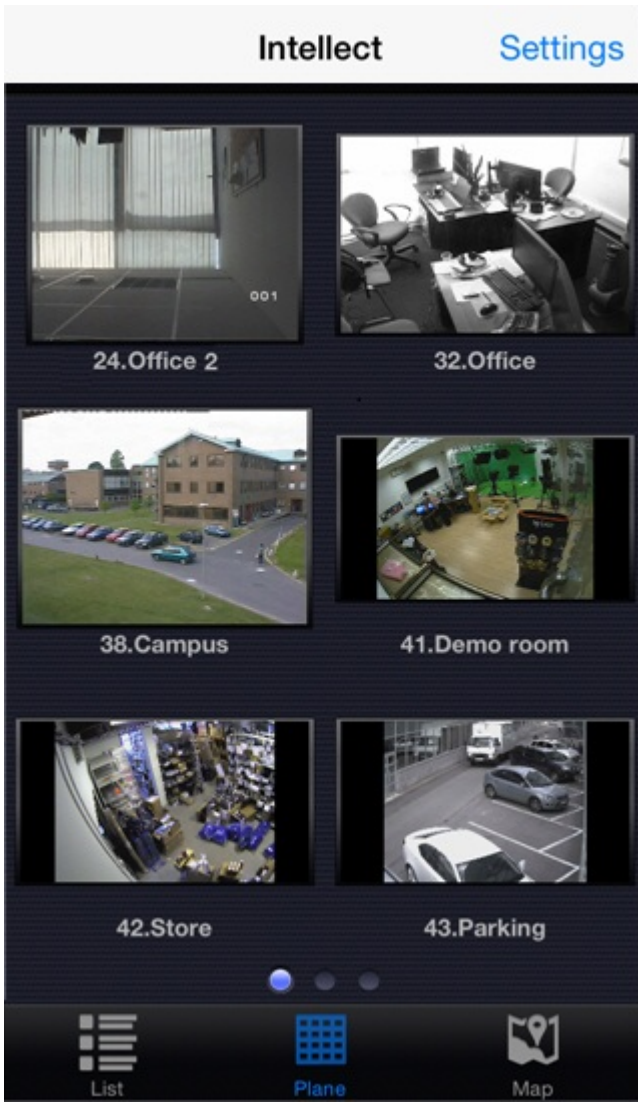 Intellect
Settings
001
24.Office 2
32.Office
38.Campus
41.Demo room
42.Store
43.Parking
List
Plane
Map